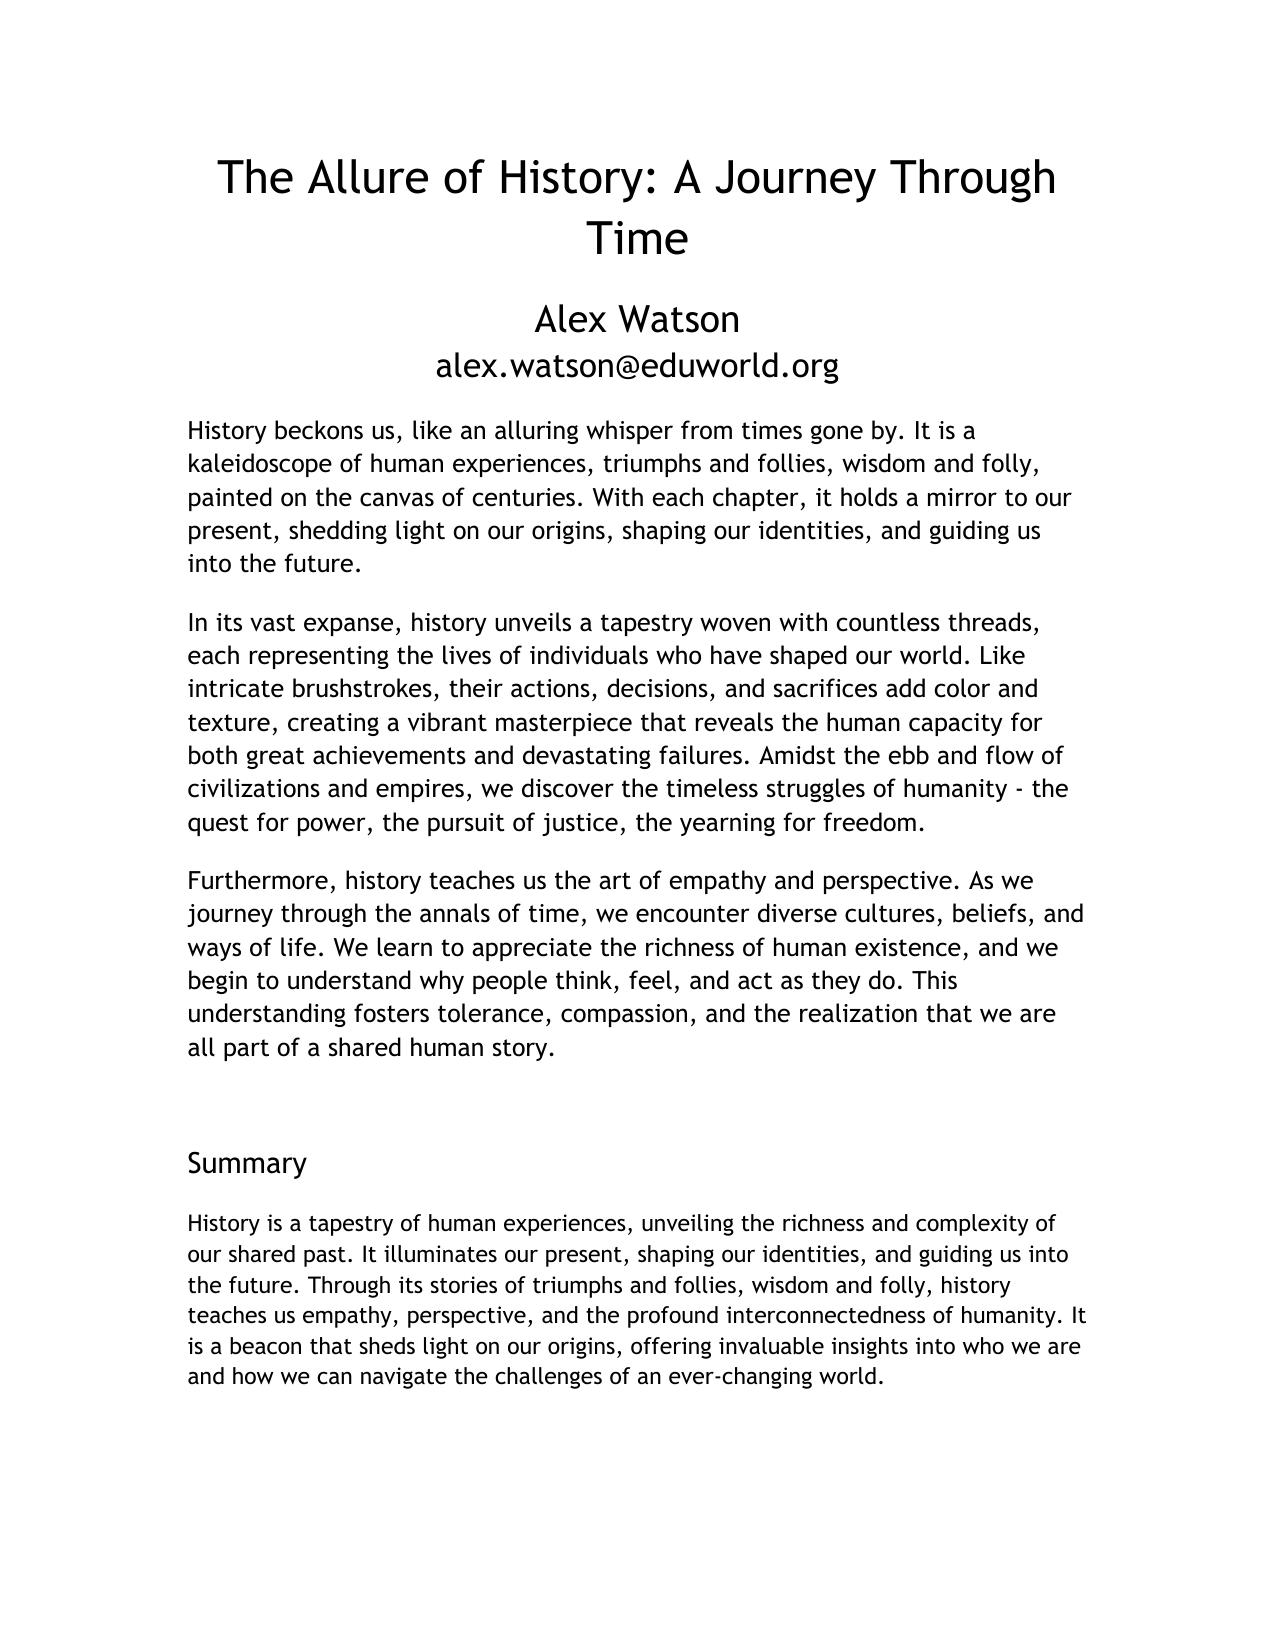 The Allure of History: A Journey Through
Time
Alex Watson
alex.watson@eduworld.org
History beckons us, like an alluring whisper from times gone by. It is a
kaleidoscope of human experiences, triumphs and follies, wisdom and folly,
painted on the canvas of centuries. With each chapter, it holds a mirror to our
present, shedding light on our origins, shaping our identities, and guiding us
into the future.
In its vast expanse, history unveils a tapestry woven with countless threads,
each representing the lives of individuals who have shaped our world. Like
intricate brushstrokes, their actions, decisions, and sacrifices add color and
texture, creating a vibrant masterpiece that reveals the human capacity for
both great achievements and devastating failures. Amidst the ebb and flow of
civilizations and empires, we discover the timeless struggles of humanity - the
quest for power, the pursuit of justice, the yearning for freedom.
Furthermore, history teaches us the art of empathy and perspective. As we
journey through the annals of time, we encounter diverse cultures, beliefs, and
ways of life. We learn to appreciate the richness of human existence, and we
begin to understand why people think, feel, and act as they do. This
understanding fosters tolerance, compassion, and the realization that we are
all part of a shared human story.
Summary
History is a tapestry of human experiences, unveiling the richness and complexity of
our shared past. It illuminates our present, shaping our identities, and guiding us into
the future. Through its stories of triumphs and follies, wisdom and folly, history
teaches us empathy, perspective, and the profound interconnectedness of humanity. It
is a beacon that sheds light on our origins, offering invaluable insights into who we are
and how we can navigate the challenges of an ever-changing world.